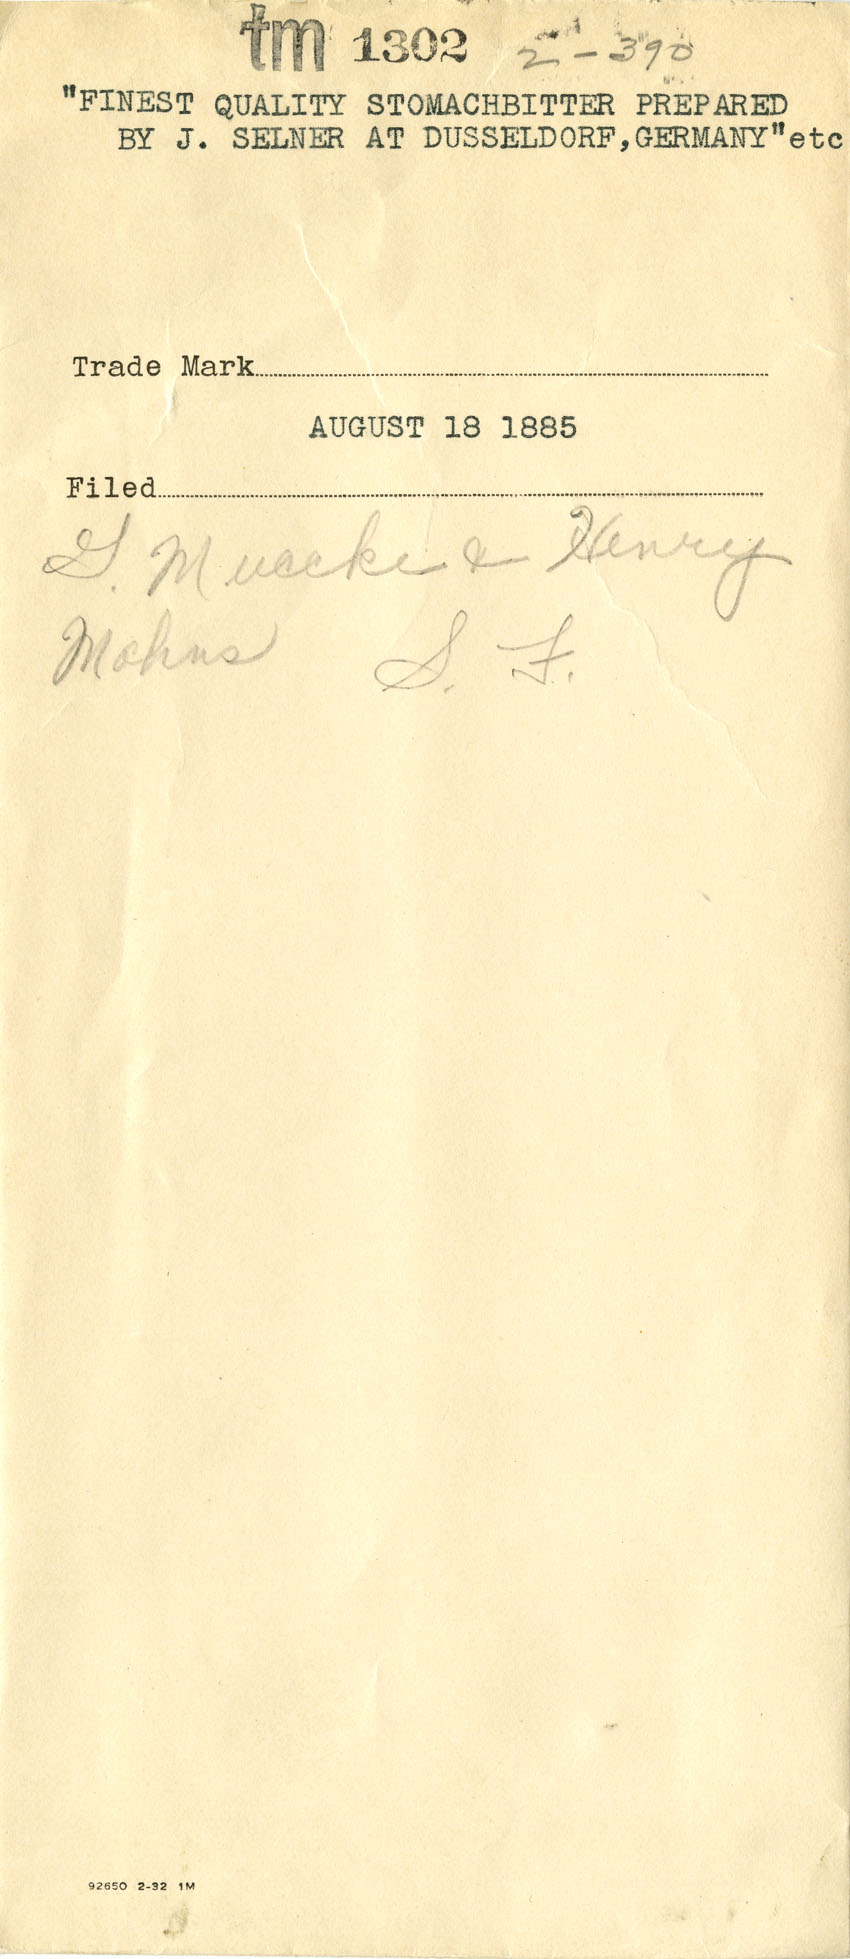 tm 1302 2-390
"FINEST QUALITY STOMACHBITTER PREPARED
BY J. SELNER AT DUSSELDORF,GERMANY"etc
Trade Mark
AUGUST 18 1885
Filed
G. Muecke & Henry
Mohns S. F.
92650 2-32 1M